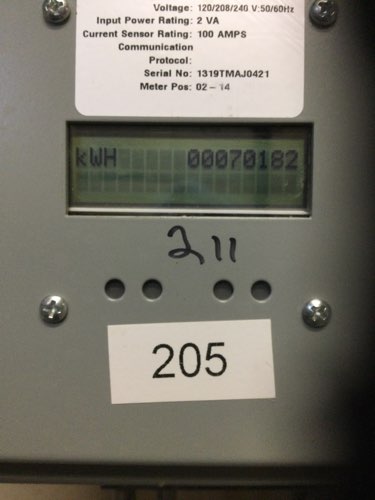 Voltage: 120/208/240 V:50/60Hz
Input Power Rating: 2 VA
Current Sensor Rating: 100 AMPS
Communication
Protocol:
Serial No: 1319TMAJ0421
Meter Pos: 02 - 14
kWH 00070182
211
205